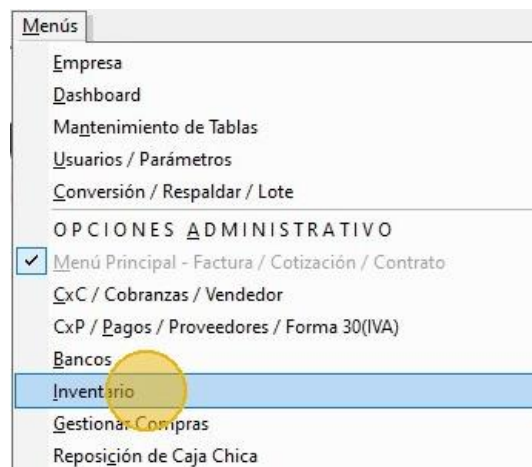 Menús
Empresa
Dashboard
Mantenimiento de Tablas
Usuarios / Parámetros
Conversión / Respaldar / Lote
OPCIONES ADMINISTRATIVO
Menú Principal - Factura / Cotización / Contrato
CxC / Cobranzas / Vendedor
CxP / Pagos / Proveedores / Forma 30(IVA)
Bancos
Inventario
Gestionar Compras
Reposición de Caja Chica